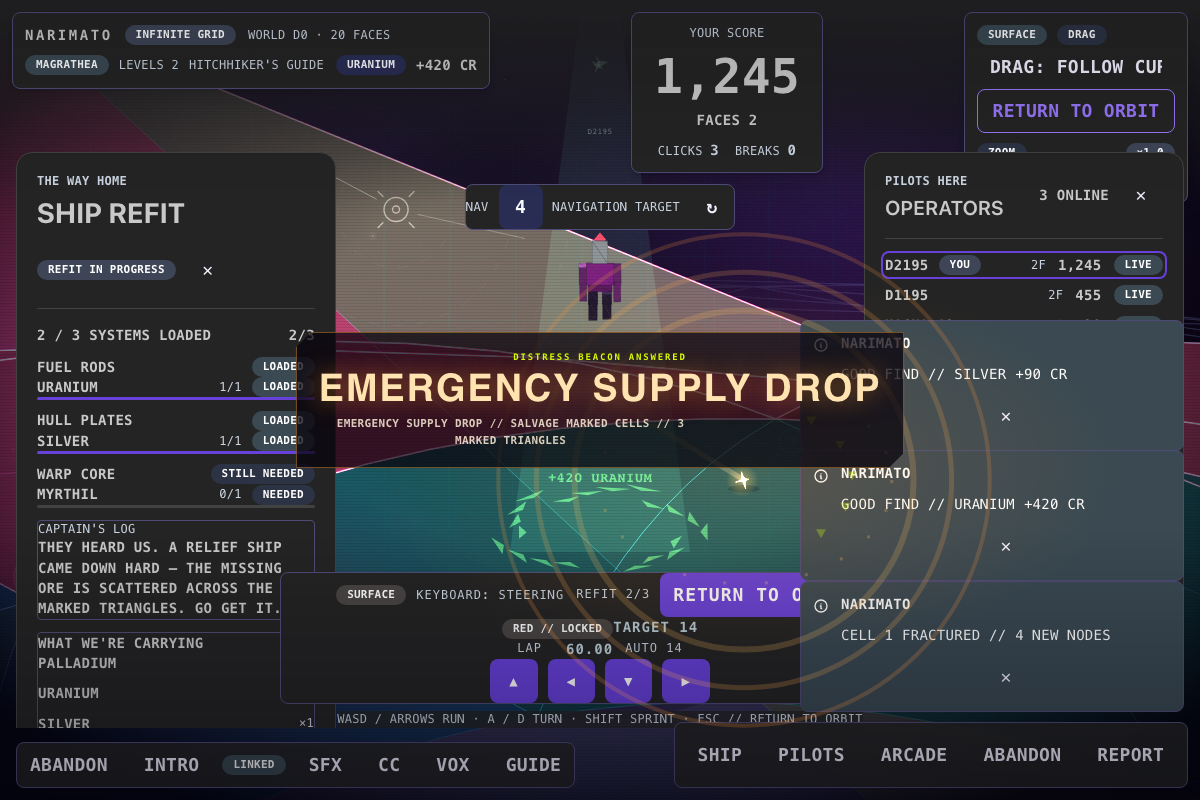 NARIMATO INFINITE GRID WORLD D0 · 20 FACES
MAGRATHEA LEVELS 2 HITCHHIKER'S GUIDE URANIUM +420 CR
YOUR SCORE
1,245
FACES 2
CLICKS 3 BREAKS 0
SURFACE DRAG
DRAG: FOLLOW CUR
RETURN TO ORBIT
ZOOM ×1.0
D2195
THE WAY HOME
SHIP REFIT
REFIT IN PROGRESS ×
2 / 3 SYSTEMS LOADED 2/3
FUEL RODS LOADED
URANIUM 1/1 LOADED
HULL PLATES LOADED
SILVER 1/1 LOADED
WARP CORE STILL NEEDED
MYRTHIL 0/1 NEEDED
CAPTAIN'S LOG
THEY HEARD US. A RELIEF SHIP
CAME DOWN HARD — THE MISSING
ORE IS SCATTERED ACROSS THE
MARKED TRIANGLES. GO GET IT.
WHAT WE'RE CARRYING
PALLADIUM
URANIUM
SILVER ×1
NAV 4 NAVIGATION TARGET ↻
PILOTS HERE
OPERATORS 3 ONLINE ×
D2195 YOU 2F 1,245 LIVE
D1195 2F 455 LIVE
DISTRESS BEACON ANSWERED
EMERGENCY SUPPLY DROP
EMERGENCY SUPPLY DROP // SALVAGE MARKED CELLS // 3
MARKED TRIANGLES
+420 URANIUM
NARIMATO
GOOD FIND // SILVER +90 CR
×
NARIMATO
GOOD FIND // URANIUM +420 CR
×
NARIMATO
CELL 1 FRACTURED // 4 NEW NODES
×
SURFACE KEYBOARD: STEERING REFIT 2/3 RETURN TO O
RED // LOCKED TARGET 14
LAP 60.00 AUTO 14
▲ ◀ ▼ ▶
WASD / ARROWS RUN · A / D TURN · SHIFT SPRINT · ESC // RETURN TO ORBIT
ABANDON INTRO LINKED SFX CC VOX GUIDE
SHIP PILOTS ARCADE ABANDON REPORT